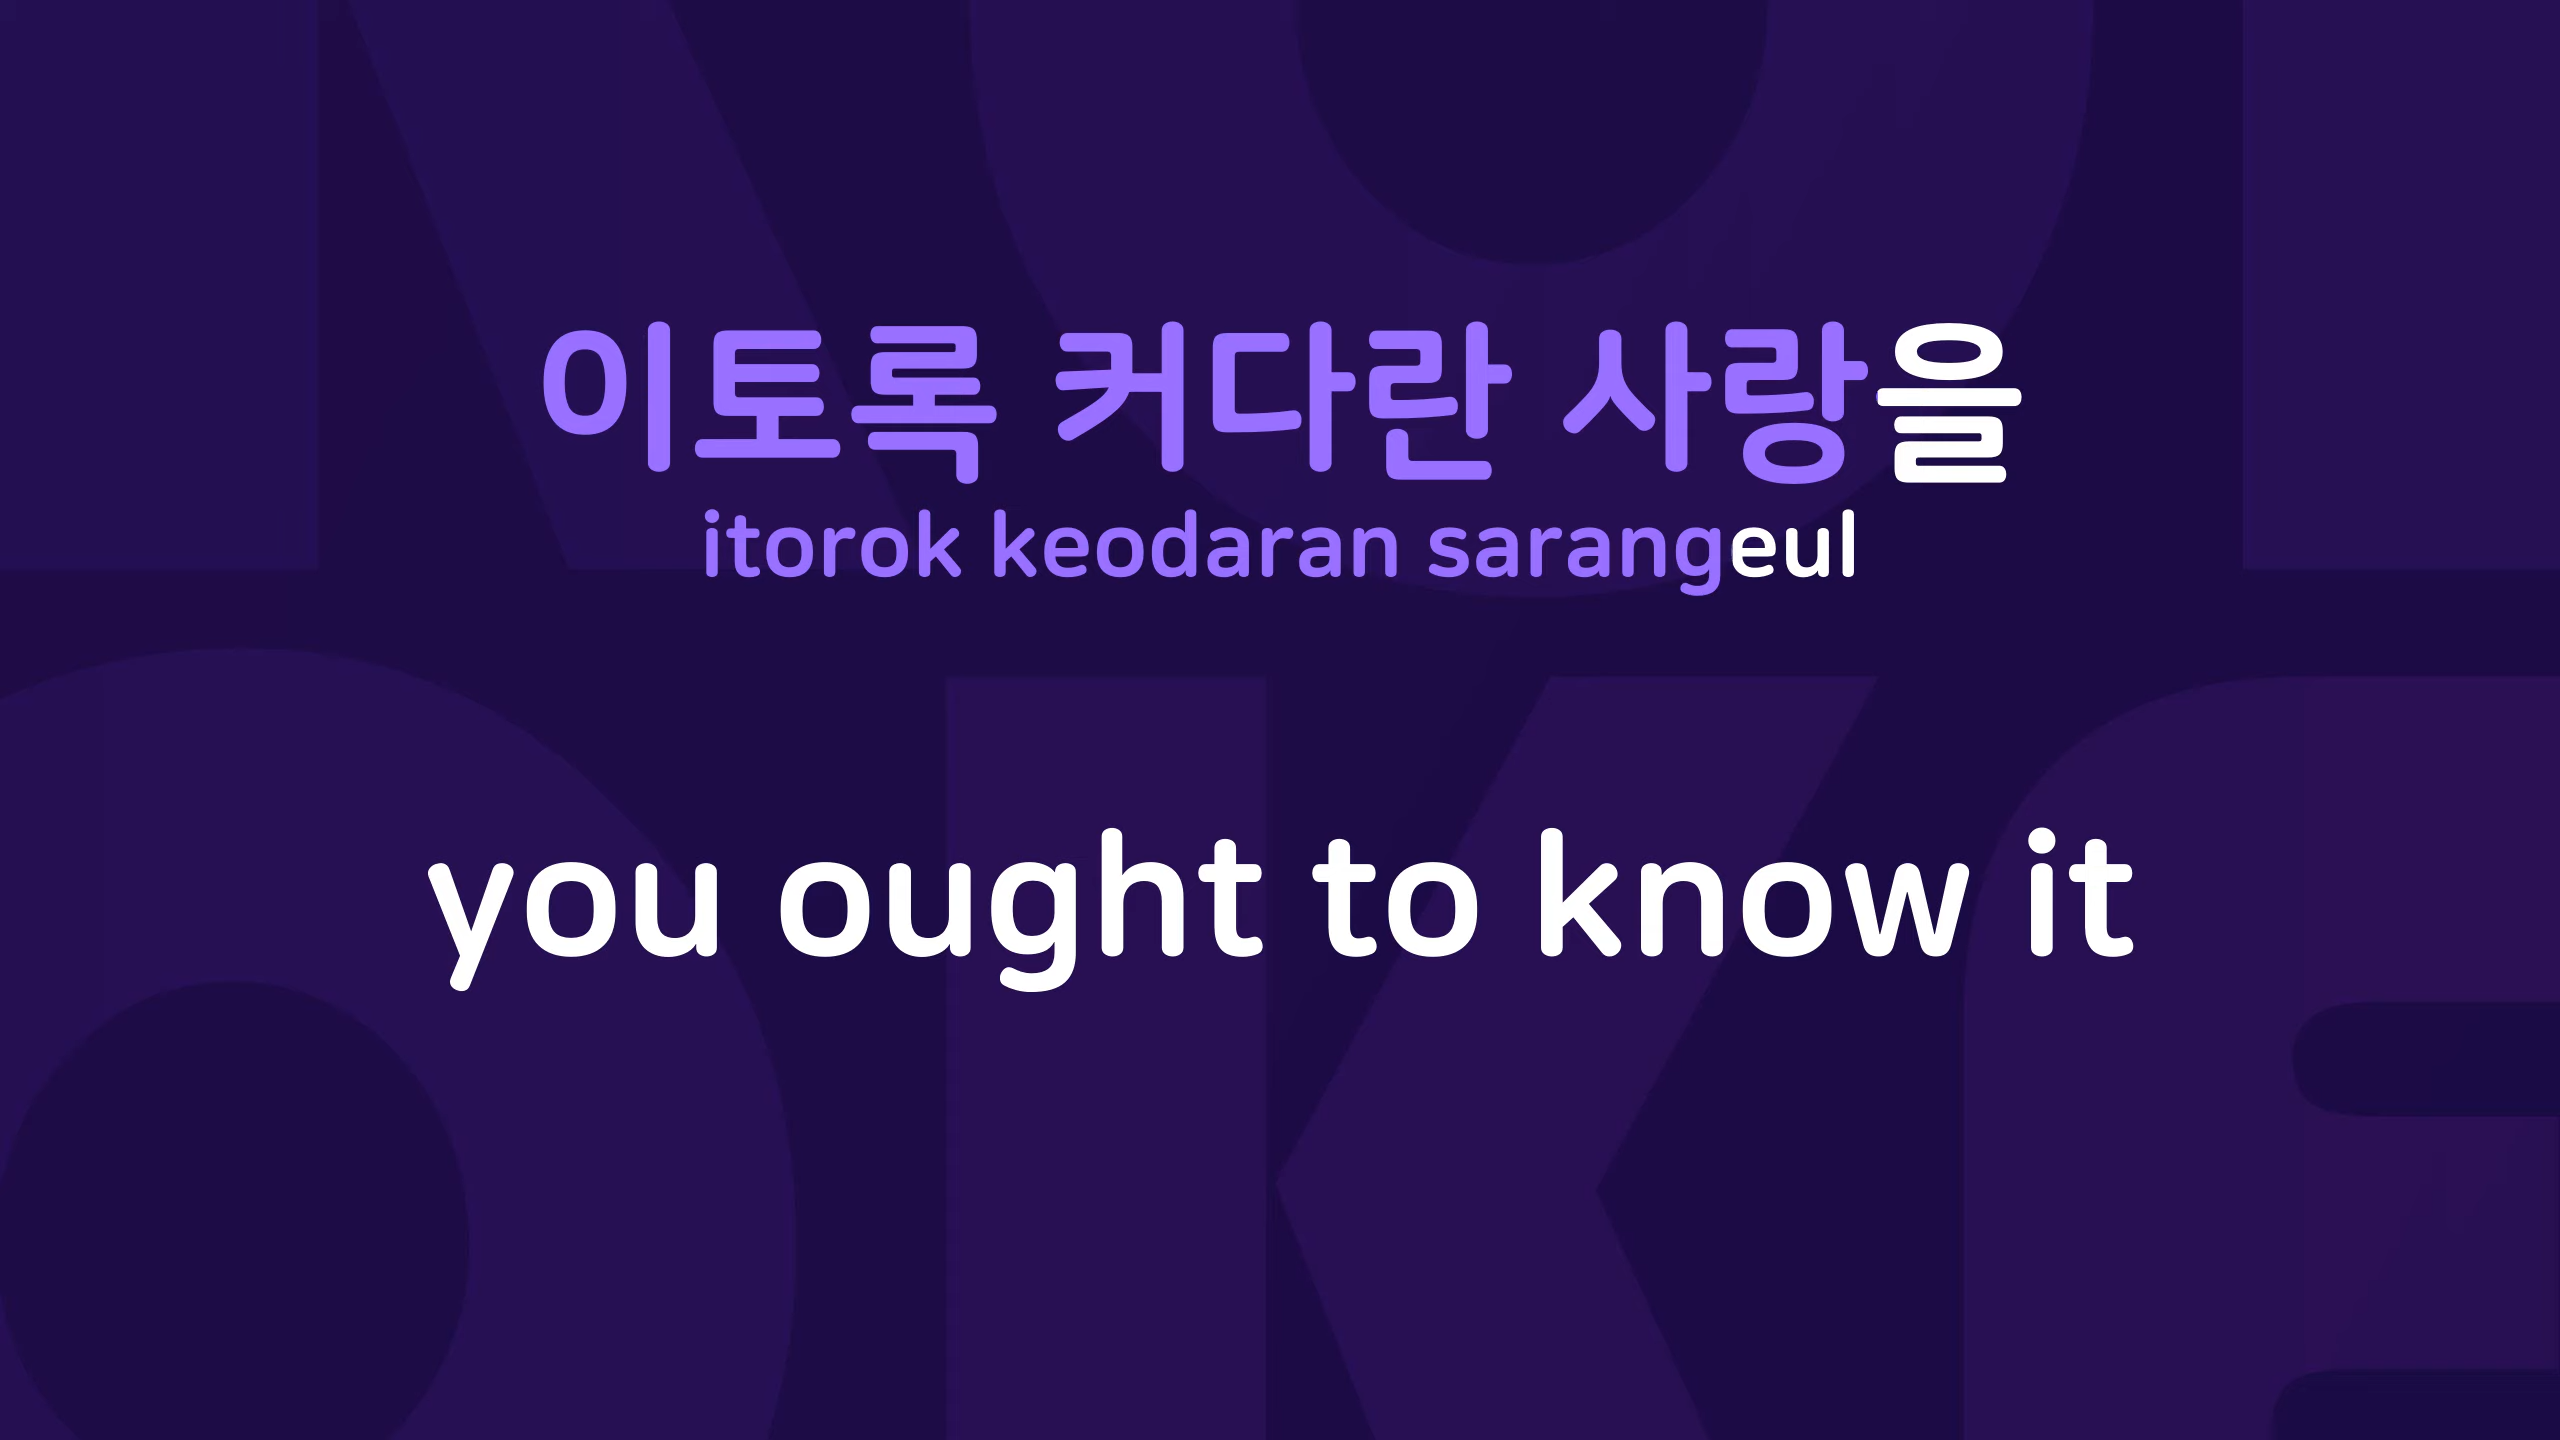 이토록 커다란 사랑을
itorok keodaran sarangeul
you ought to know it